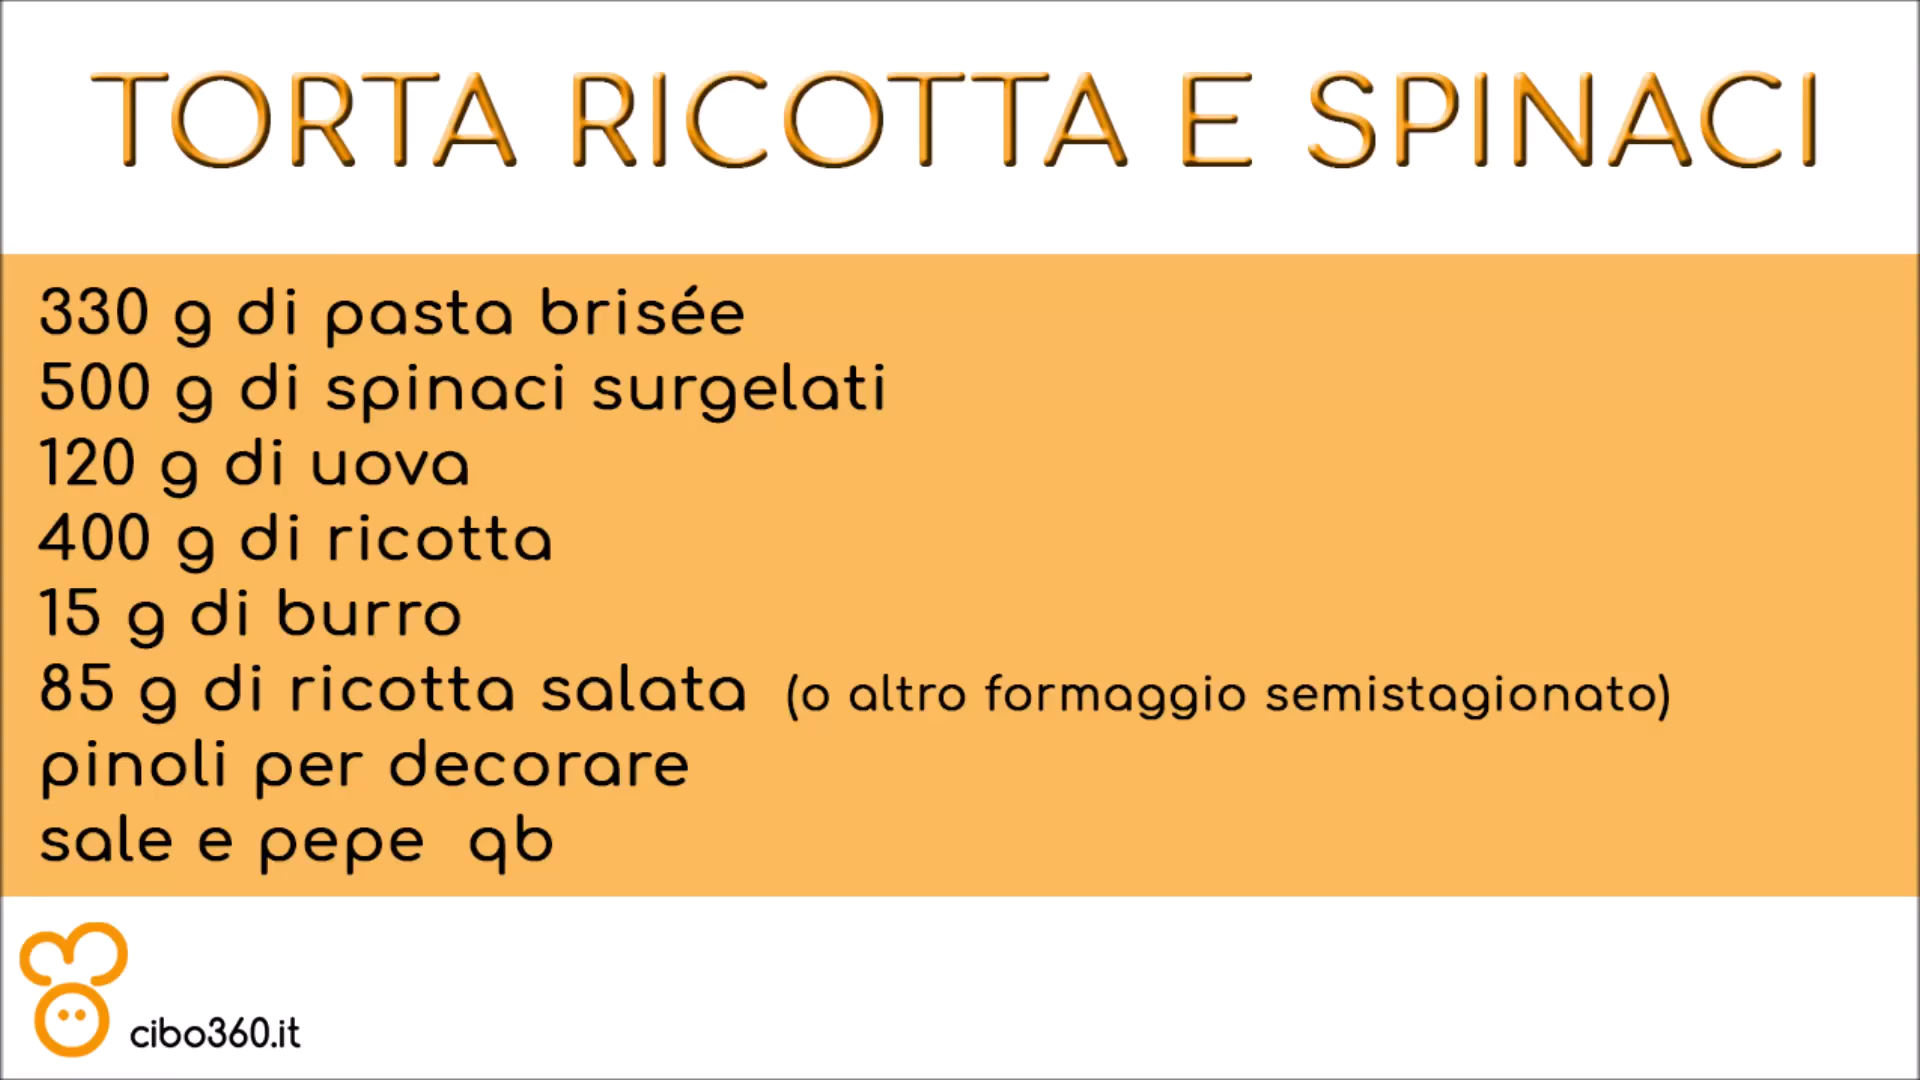 TORTA RICOTTA E SPINACI
330 g di pasta brisée
500 g di spinaci surgelati
120 g di uova
400 g di ricotta
15 g di burro
85 g di ricotta salata (o altro formaggio semistagionato)
pinoli per decorare
sale e pepe qb
cibo360.it